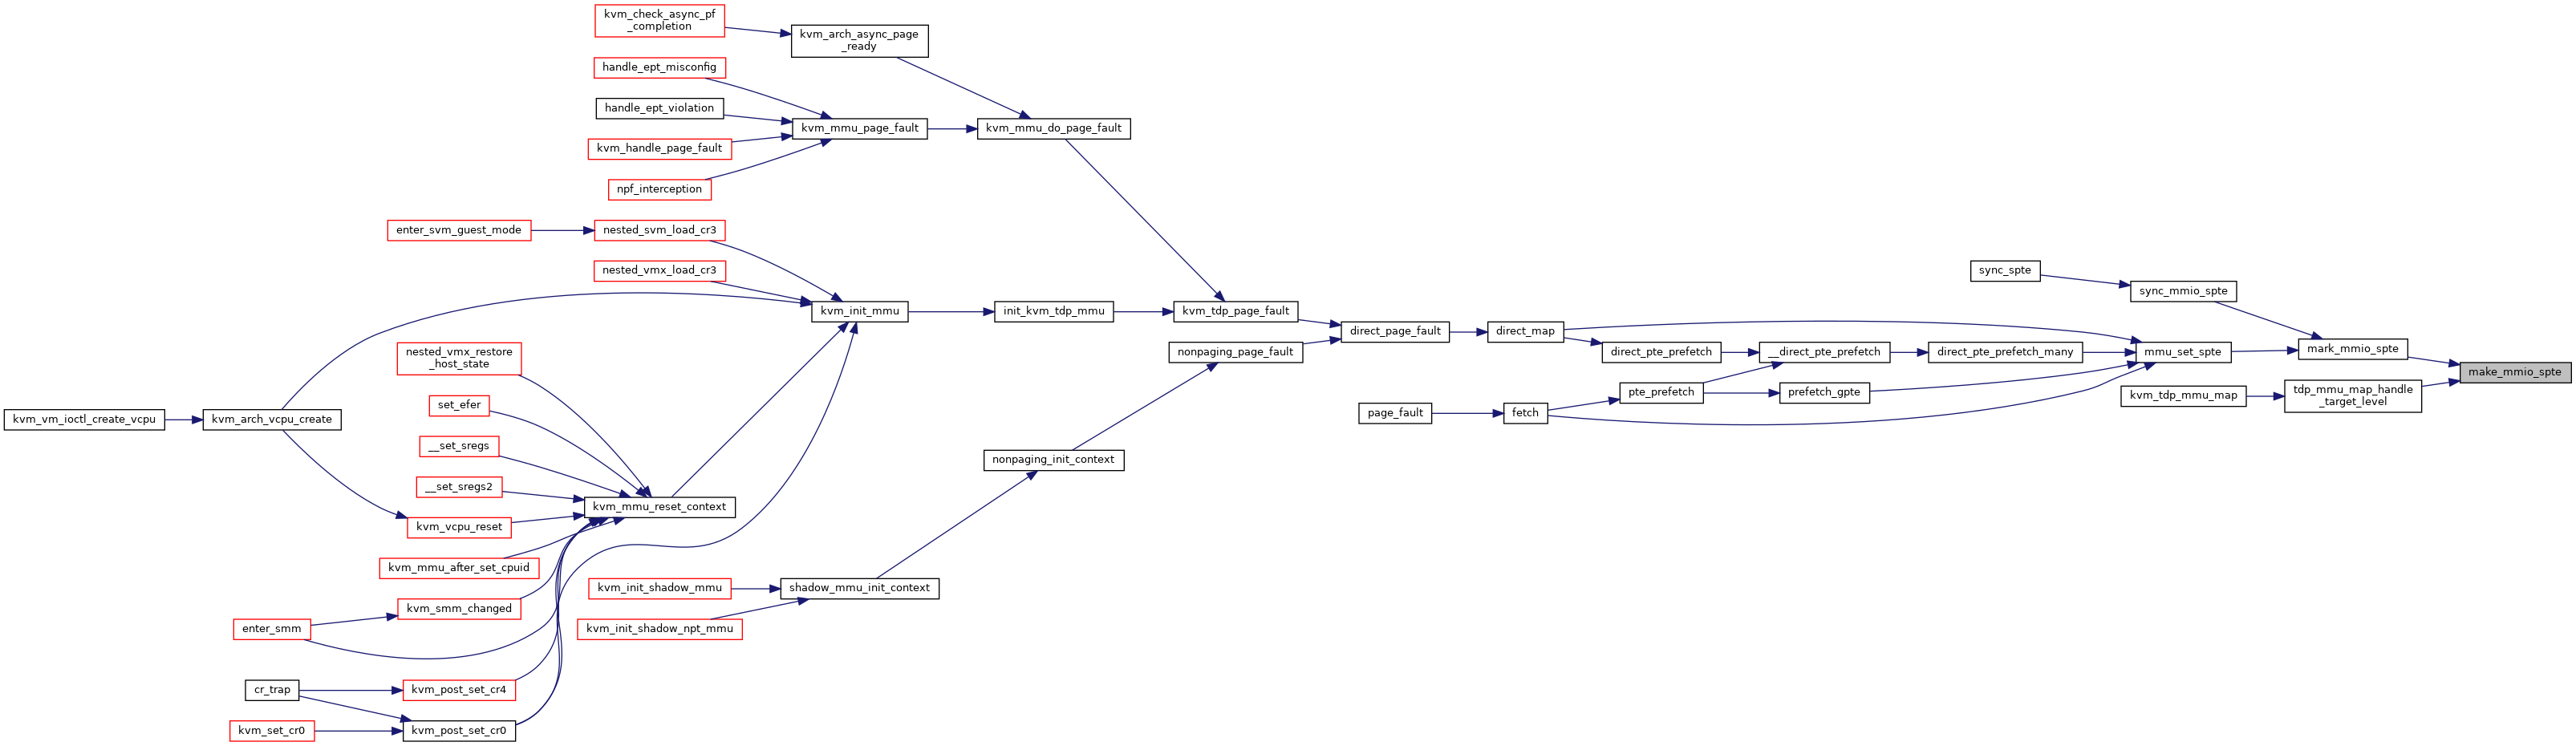 kvm_check_async_pf
_completion
kvm_arch_async_page
_ready
handle_ept_misconfig
handle_ept_violation
kvm_mmu_page_fault
kvm_mmu_do_page_fault
kvm_handle_page_fault
npf_interception
enter_svm_guest_mode
nested_svm_load_cr3
nested_vmx_load_cr3
sync_spte
sync_mmio_spte
kvm_init_mmu
init_kvm_tdp_mmu
kvm_tdp_page_fault
direct_page_fault
direct_map
nested_vmx_restore
_host_state
nonpaging_page_fault
direct_pte_prefetch
__direct_pte_prefetch
direct_pte_prefetch_many
mmu_set_spte
mark_mmio_spte
make_mmio_spte
set_efer
pte_prefetch
prefetch_gpte
kvm_tdp_mmu_map
tdp_mmu_map_handle
_target_level
kvm_vm_ioctl_create_vcpu
kvm_arch_vcpu_create
page_fault
fetch
__set_sregs
nonpaging_init_context
__set_sregs2
kvm_mmu_reset_context
kvm_vcpu_reset
kvm_mmu_after_set_cpuid
kvm_init_shadow_mmu
shadow_mmu_init_context
kvm_smm_changed
enter_smm
kvm_init_shadow_npt_mmu
cr_trap
kvm_post_set_cr4
kvm_set_cr0
kvm_post_set_cr0